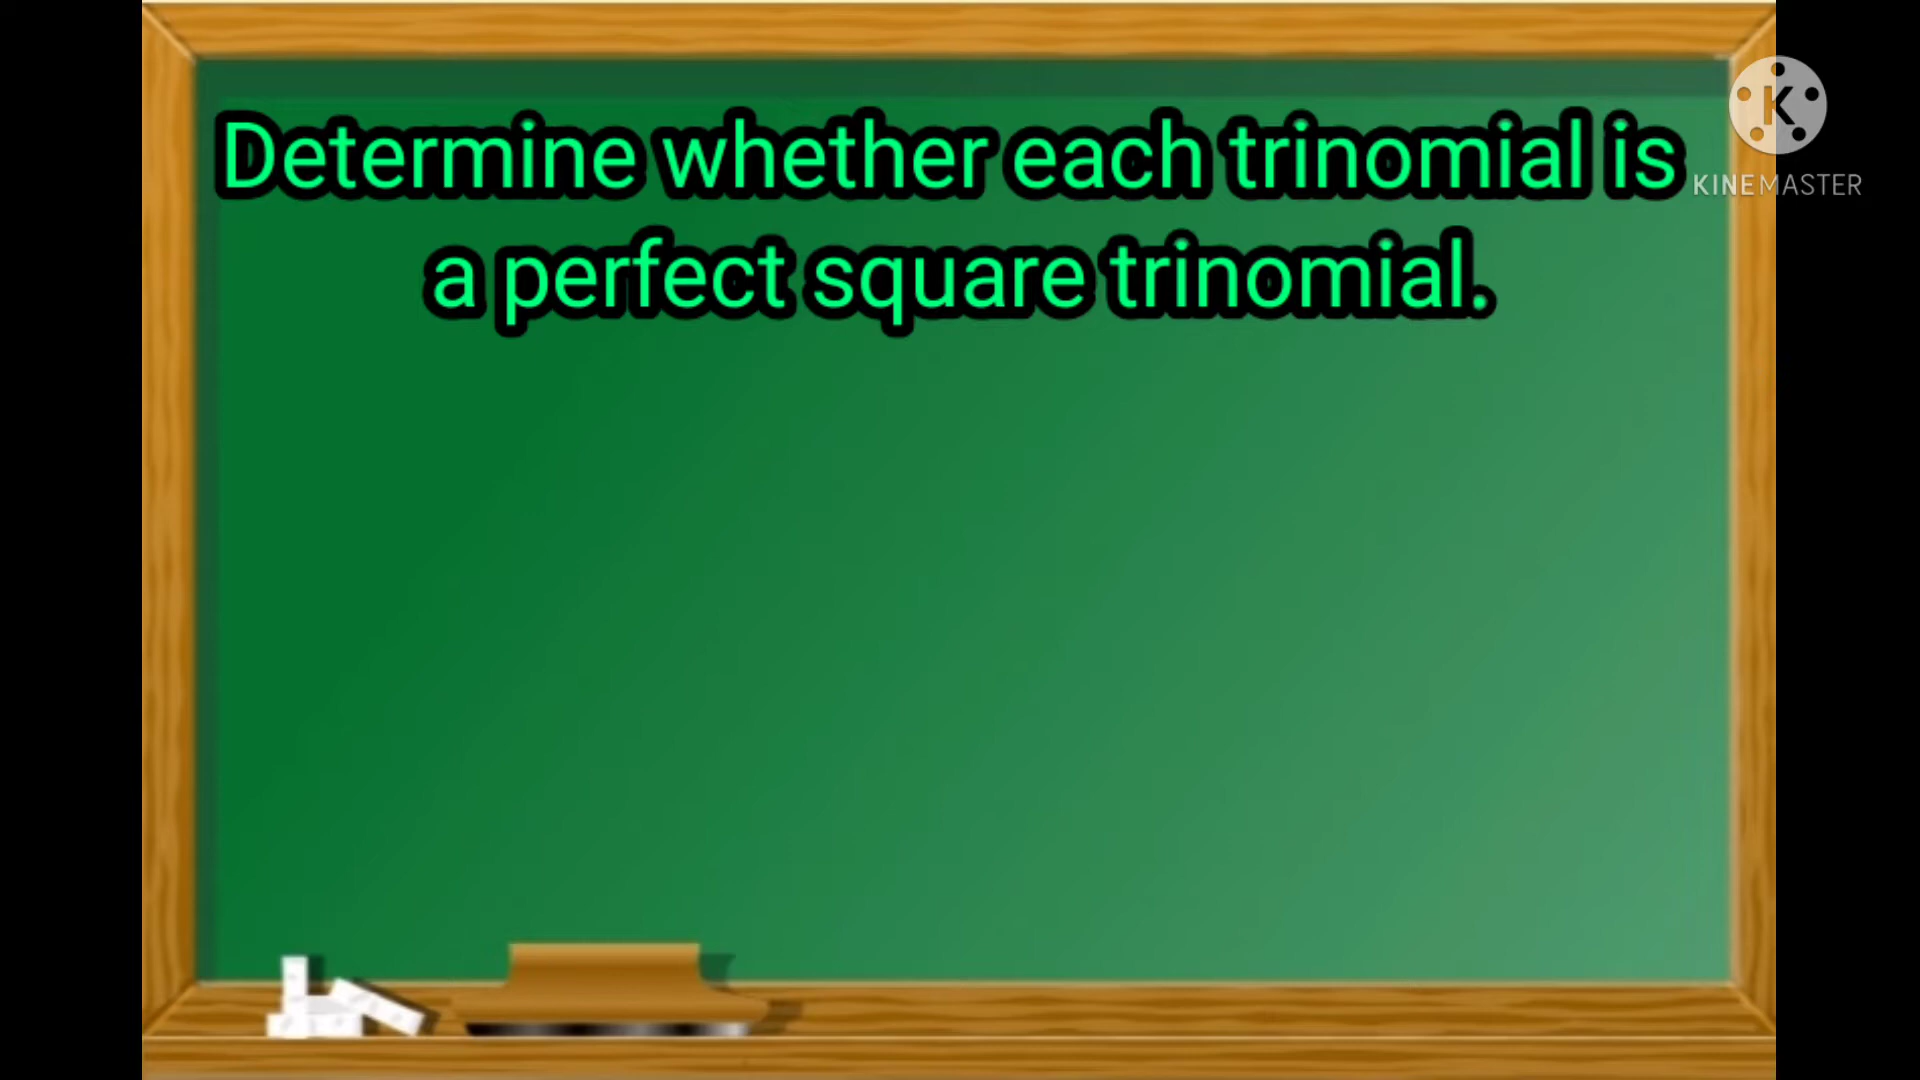 Determine whether each trinomial is
a perfect square trinomial.
K
KINEMASTER